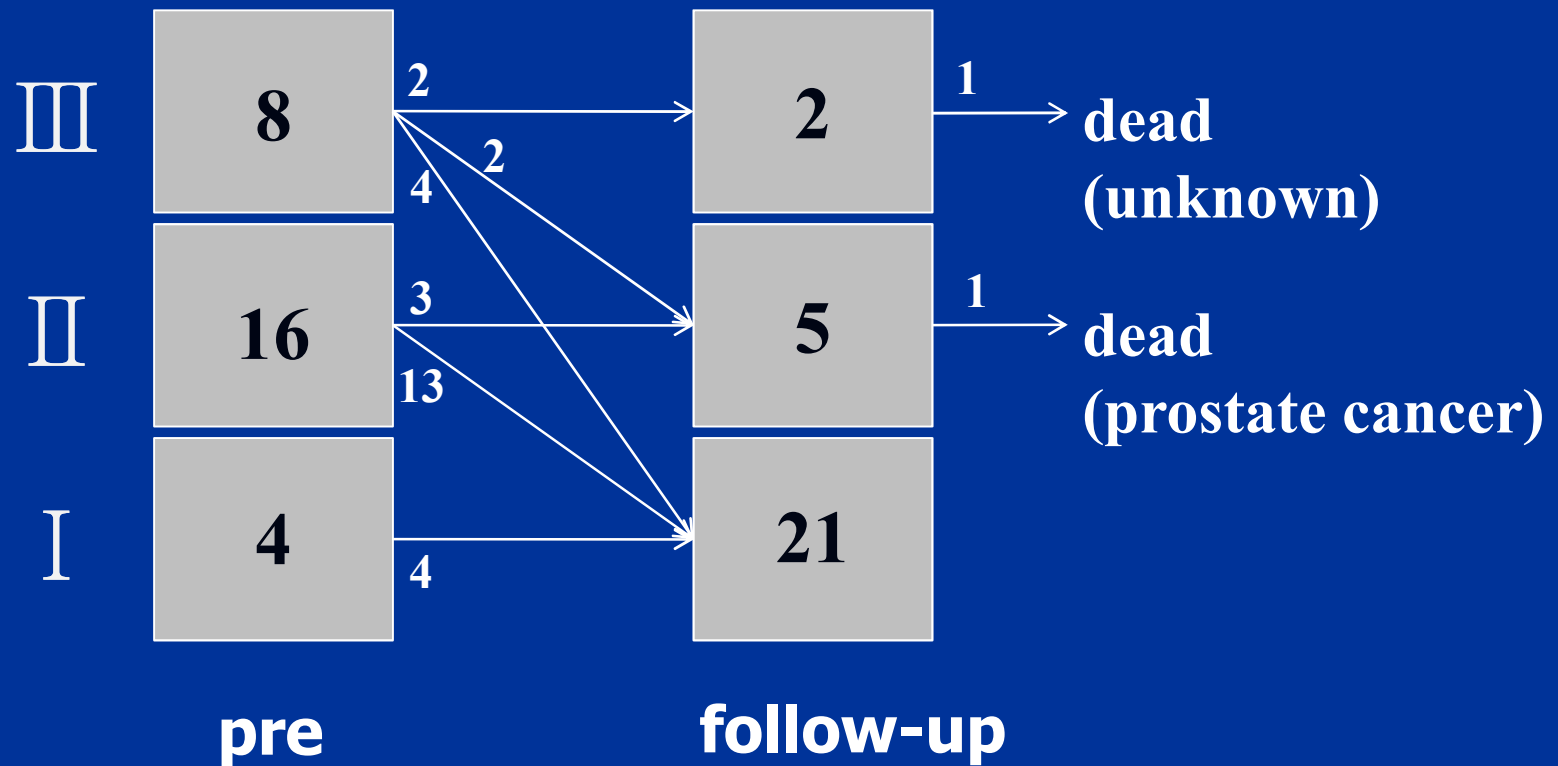 Ⅲ
8
2
2
4
2
1
dead
(unknown)
Ⅱ
16
3
13
5
1
dead
(prostate cancer)
Ⅰ
4
4
21
pre
follow-up